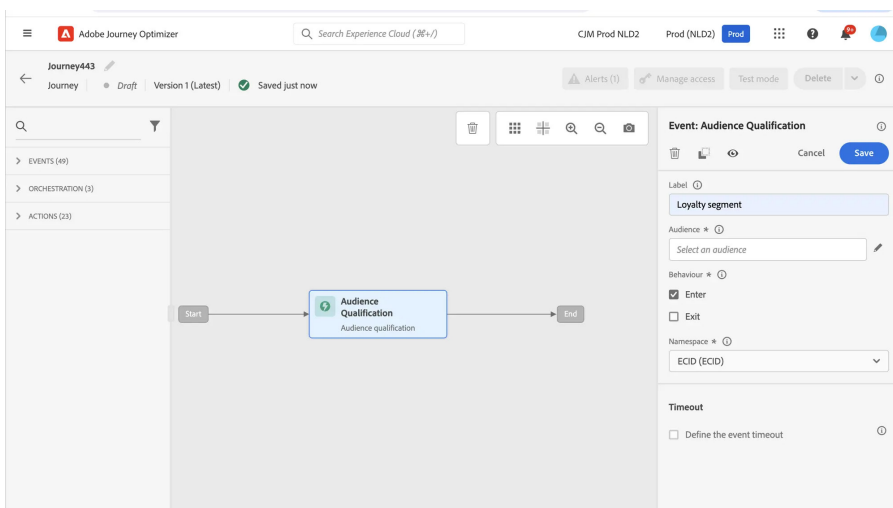 Adobe Journey Optimizer
Search Experience Cloud (⌘+/)
CJM Prod NLD2
Prod (NLD2)
Prod
9+
Journey443
Journey
Draft
Version 1 (Latest)
Saved just now
Alerts (1)
Manage access
Test mode
Delete
EVENTS (49)
ORCHESTRATION (3)
ACTIONS (23)
Start
Audience
Qualification
Audience qualification
End
Event: Audience Qualification
Cancel
Save
Label
Loyalty segment
Audience *
Select an audience
Behaviour *
Enter
Exit
Namespace *
ECID (ECID)
Timeout
Define the event timeout